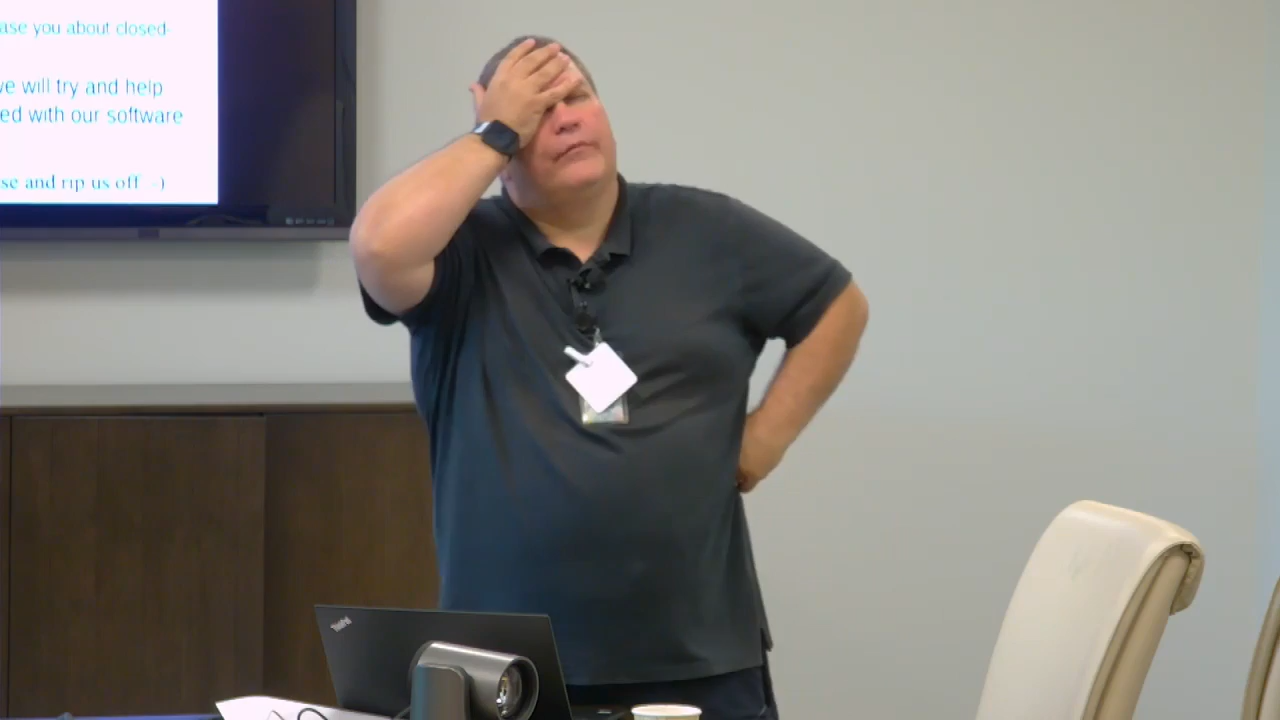 ase you about closed-
ve will try and help
ed with our software
se and rip us off :-)
ThinkPad